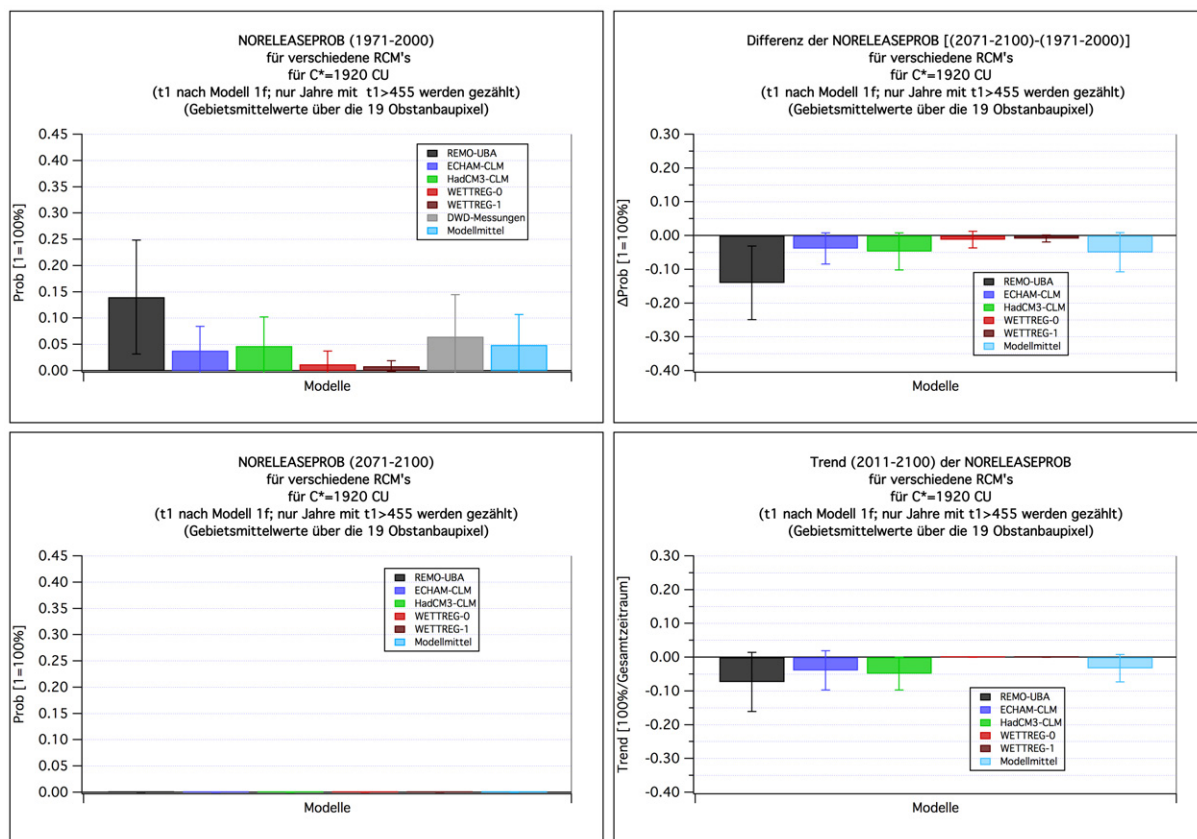 NORELEASEPROB (1971-2000)
für verschiedene RCM's
für C*=1920 CU
(t1 nach Modell 1f; nur Jahre mit t1>455 werden gezählt)
(Gebietsmittelwerte über die 19 Obstanbaupixel)
Prob [1=100%]
0.45
0.40
0.35
0.30
0.25
0.20
0.15
0.10
0.05
0.00
REMO-UBA
ECHAM-CLM
HadCM3-CLM
WETTREG-0
WETTREG-1
DWD-Messungen
Modellmittel
Modelle
Differenz der NORELEASEPROB [(2071-2100)-(1971-2000)]
für verschiedene RCM's
für C*=1920 CU
(t1 nach Modell 1f; nur Jahre mit t1>455 werden gezählt)
(Gebietsmittelwerte über die 19 Obstanbaupixel)
ΔProb [1=100%]
0.30
0.20
0.10
0.00
-0.10
-0.20
-0.30
-0.40
REMO-UBA
ECHAM-CLM
HadCM3-CLM
WETTREG-0
WETTREG-1
Modellmittel
Modelle
NORELEASEPROB (2071-2100)
für verschiedene RCM's
für C*=1920 CU
(t1 nach Modell 1f; nur Jahre mit t1>455 werden gezählt)
(Gebietsmittelwerte über die 19 Obstanbaupixel)
Prob [1=100%]
0.45
0.40
0.35
0.30
0.25
0.20
0.15
0.10
0.05
0.00
REMO-UBA
ECHAM-CLM
HadCM3-CLM
WETTREG-0
WETTREG-1
Modellmittel
Modelle
Trend (2011-2100) der NORELEASEPROB
für verschiedene RCM's
für C*=1920 CU
(t1 nach Modell 1f; nur Jahre mit t1>455 werden gezählt)
(Gebietsmittelwerte über die 19 Obstanbaupixel)
Trend [100%/Gesamtzeitraum]
0.30
0.20
0.10
0.00
-0.10
-0.20
-0.30
-0.40
REMO-UBA
ECHAM-CLM
HadCM3-CLM
WETTREG-0
WETTREG-1
Modellmittel
Modelle